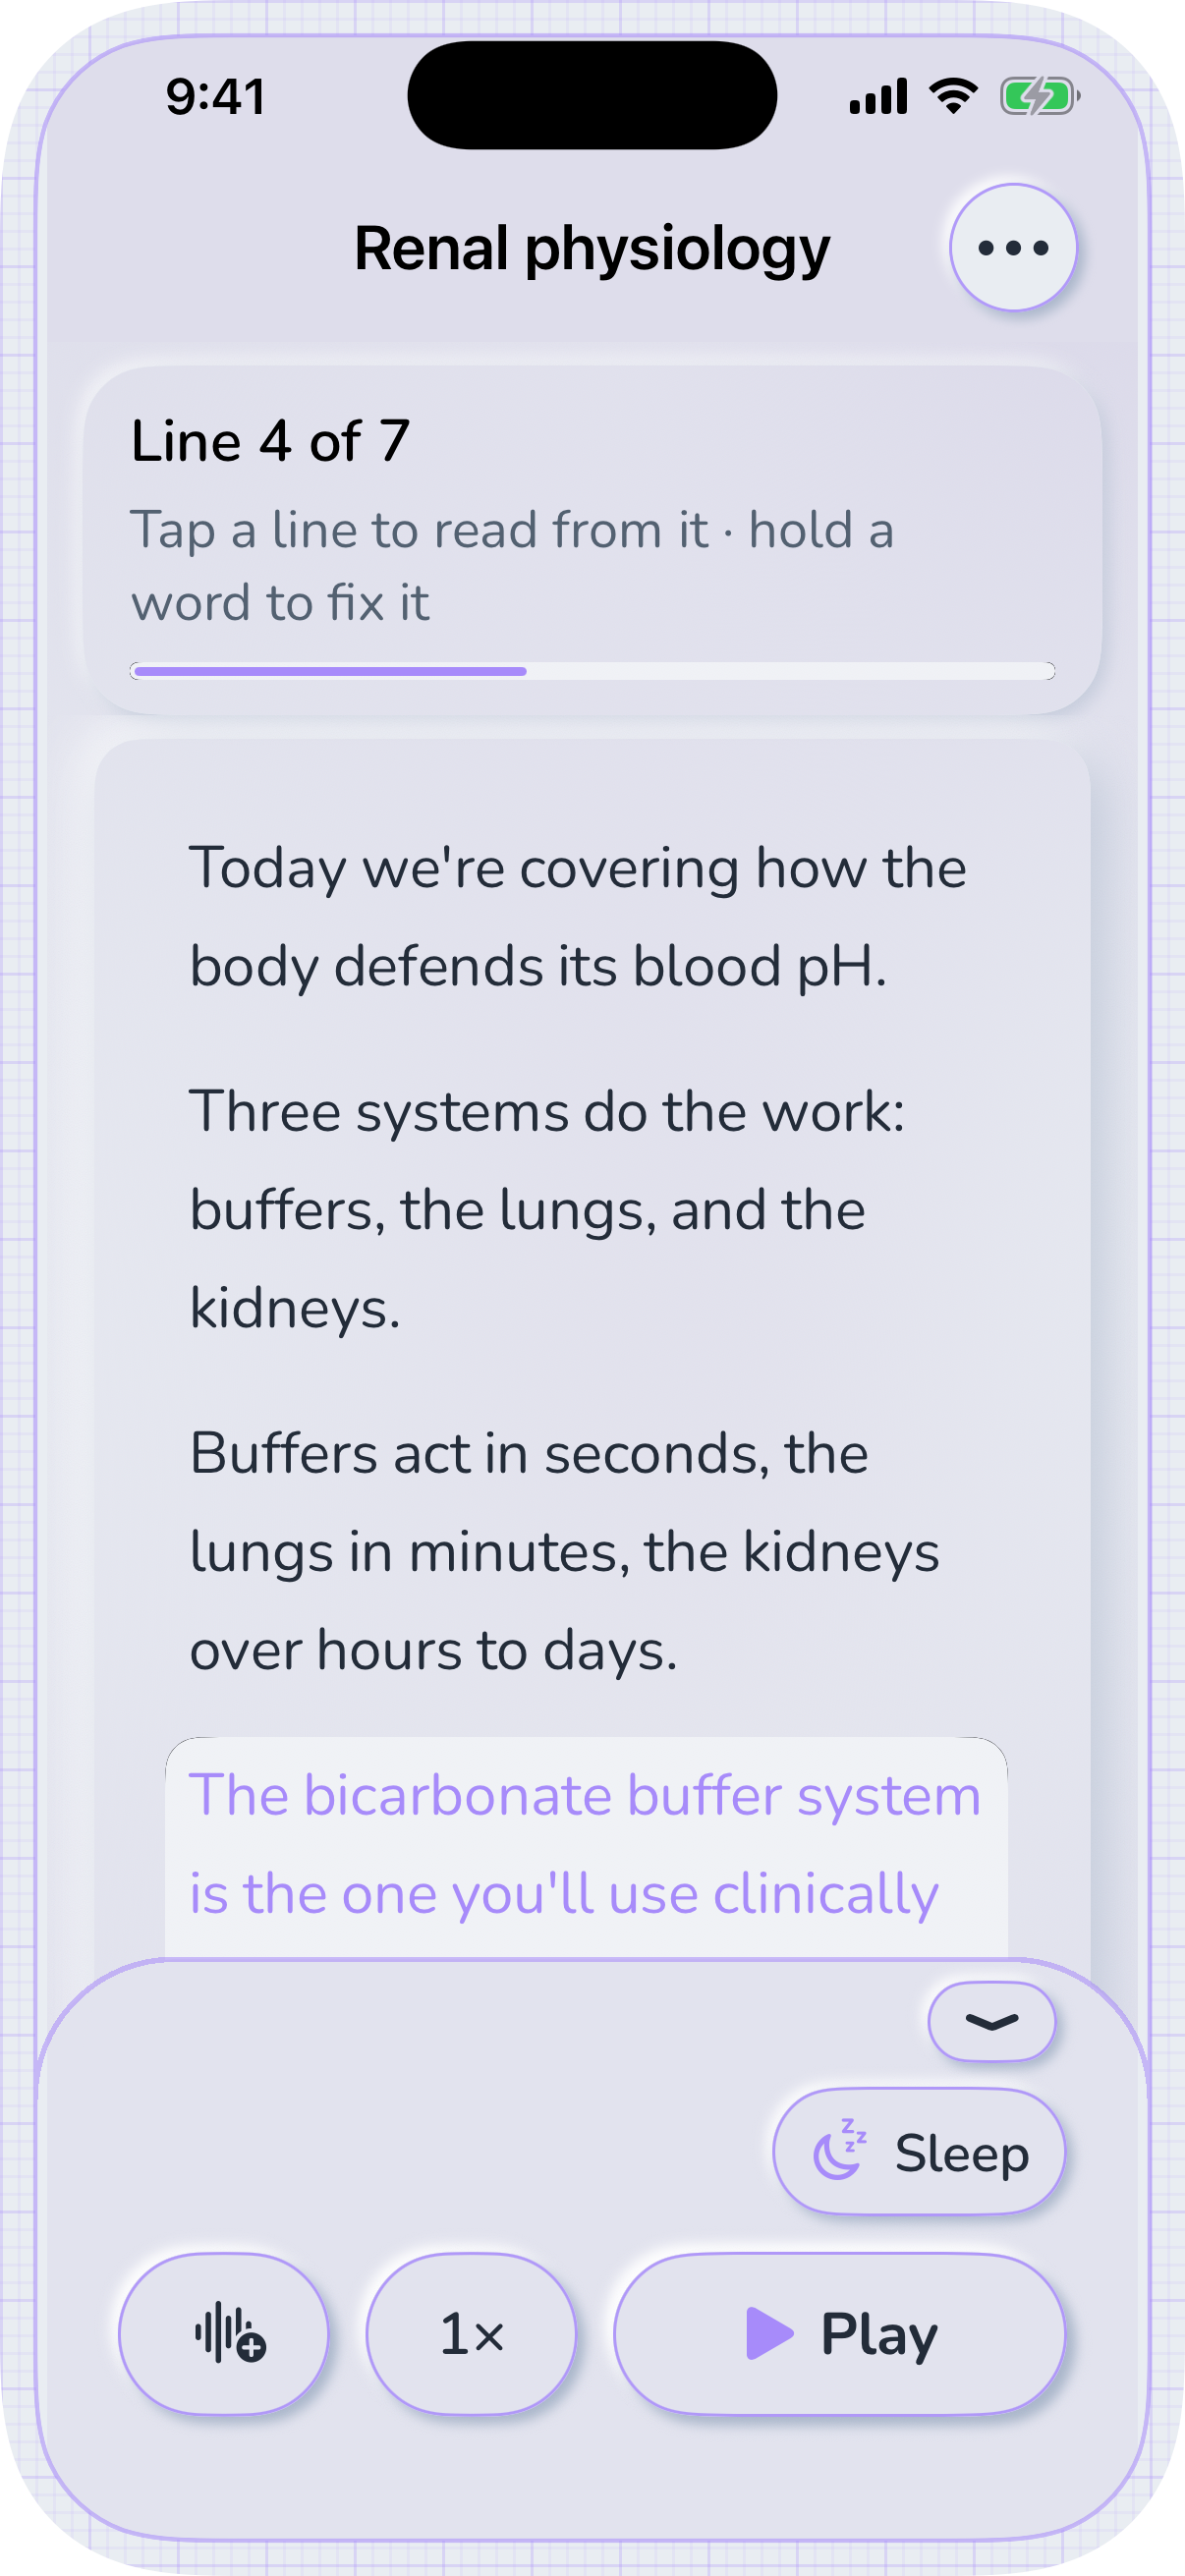 9:41
Renal physiology
Line 4 of 7
Tap a line to read from it · hold a
word to fix it
Today we're covering how the
body defends its blood pH.
Three systems do the work:
buffers, the lungs, and the
kidneys.
Buffers act in seconds, the
lungs in minutes, the kidneys
over hours to days.
The bicarbonate buffer system
is the one you'll use clinically
Sleep
1×
Play